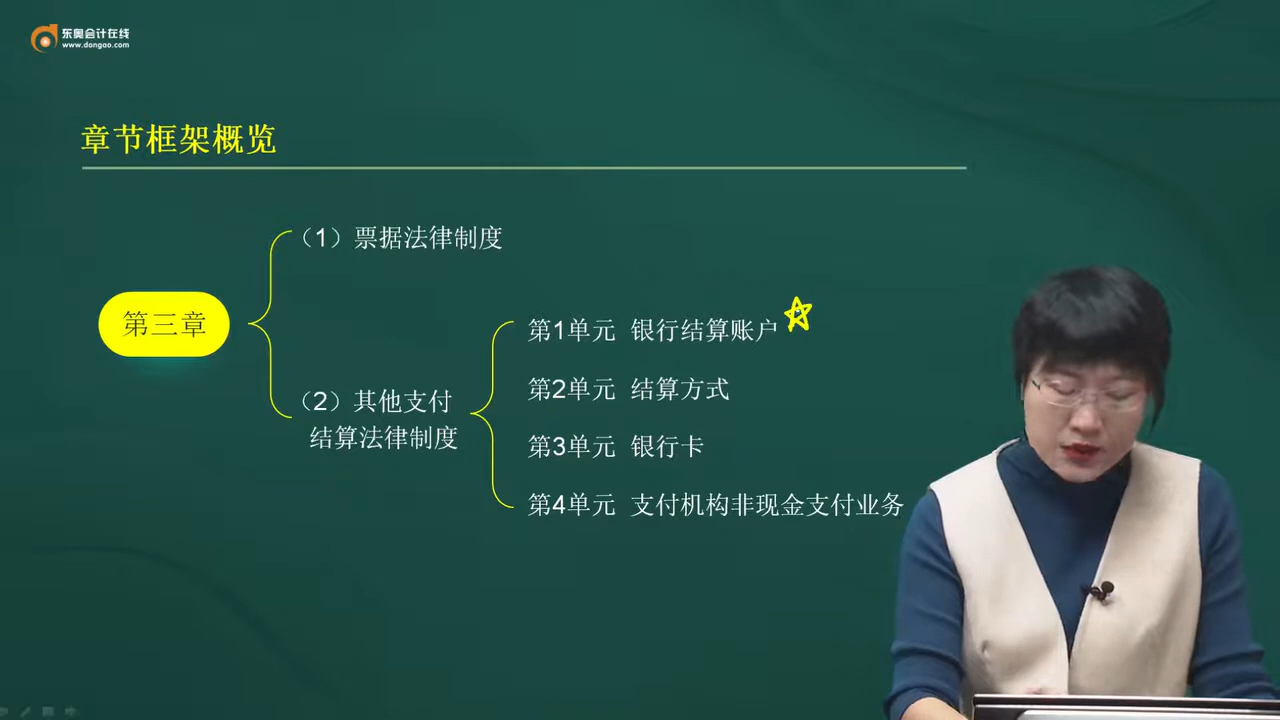 东奥会计在线
www.dongao.com
章节框架概览
（1）票据法律制度
第三章
第1单元 银行结算账户
第2单元 结算方式
（2）其他支付
结算法律制度
第3单元 银行卡
第4单元 支付机构非现金支付业务